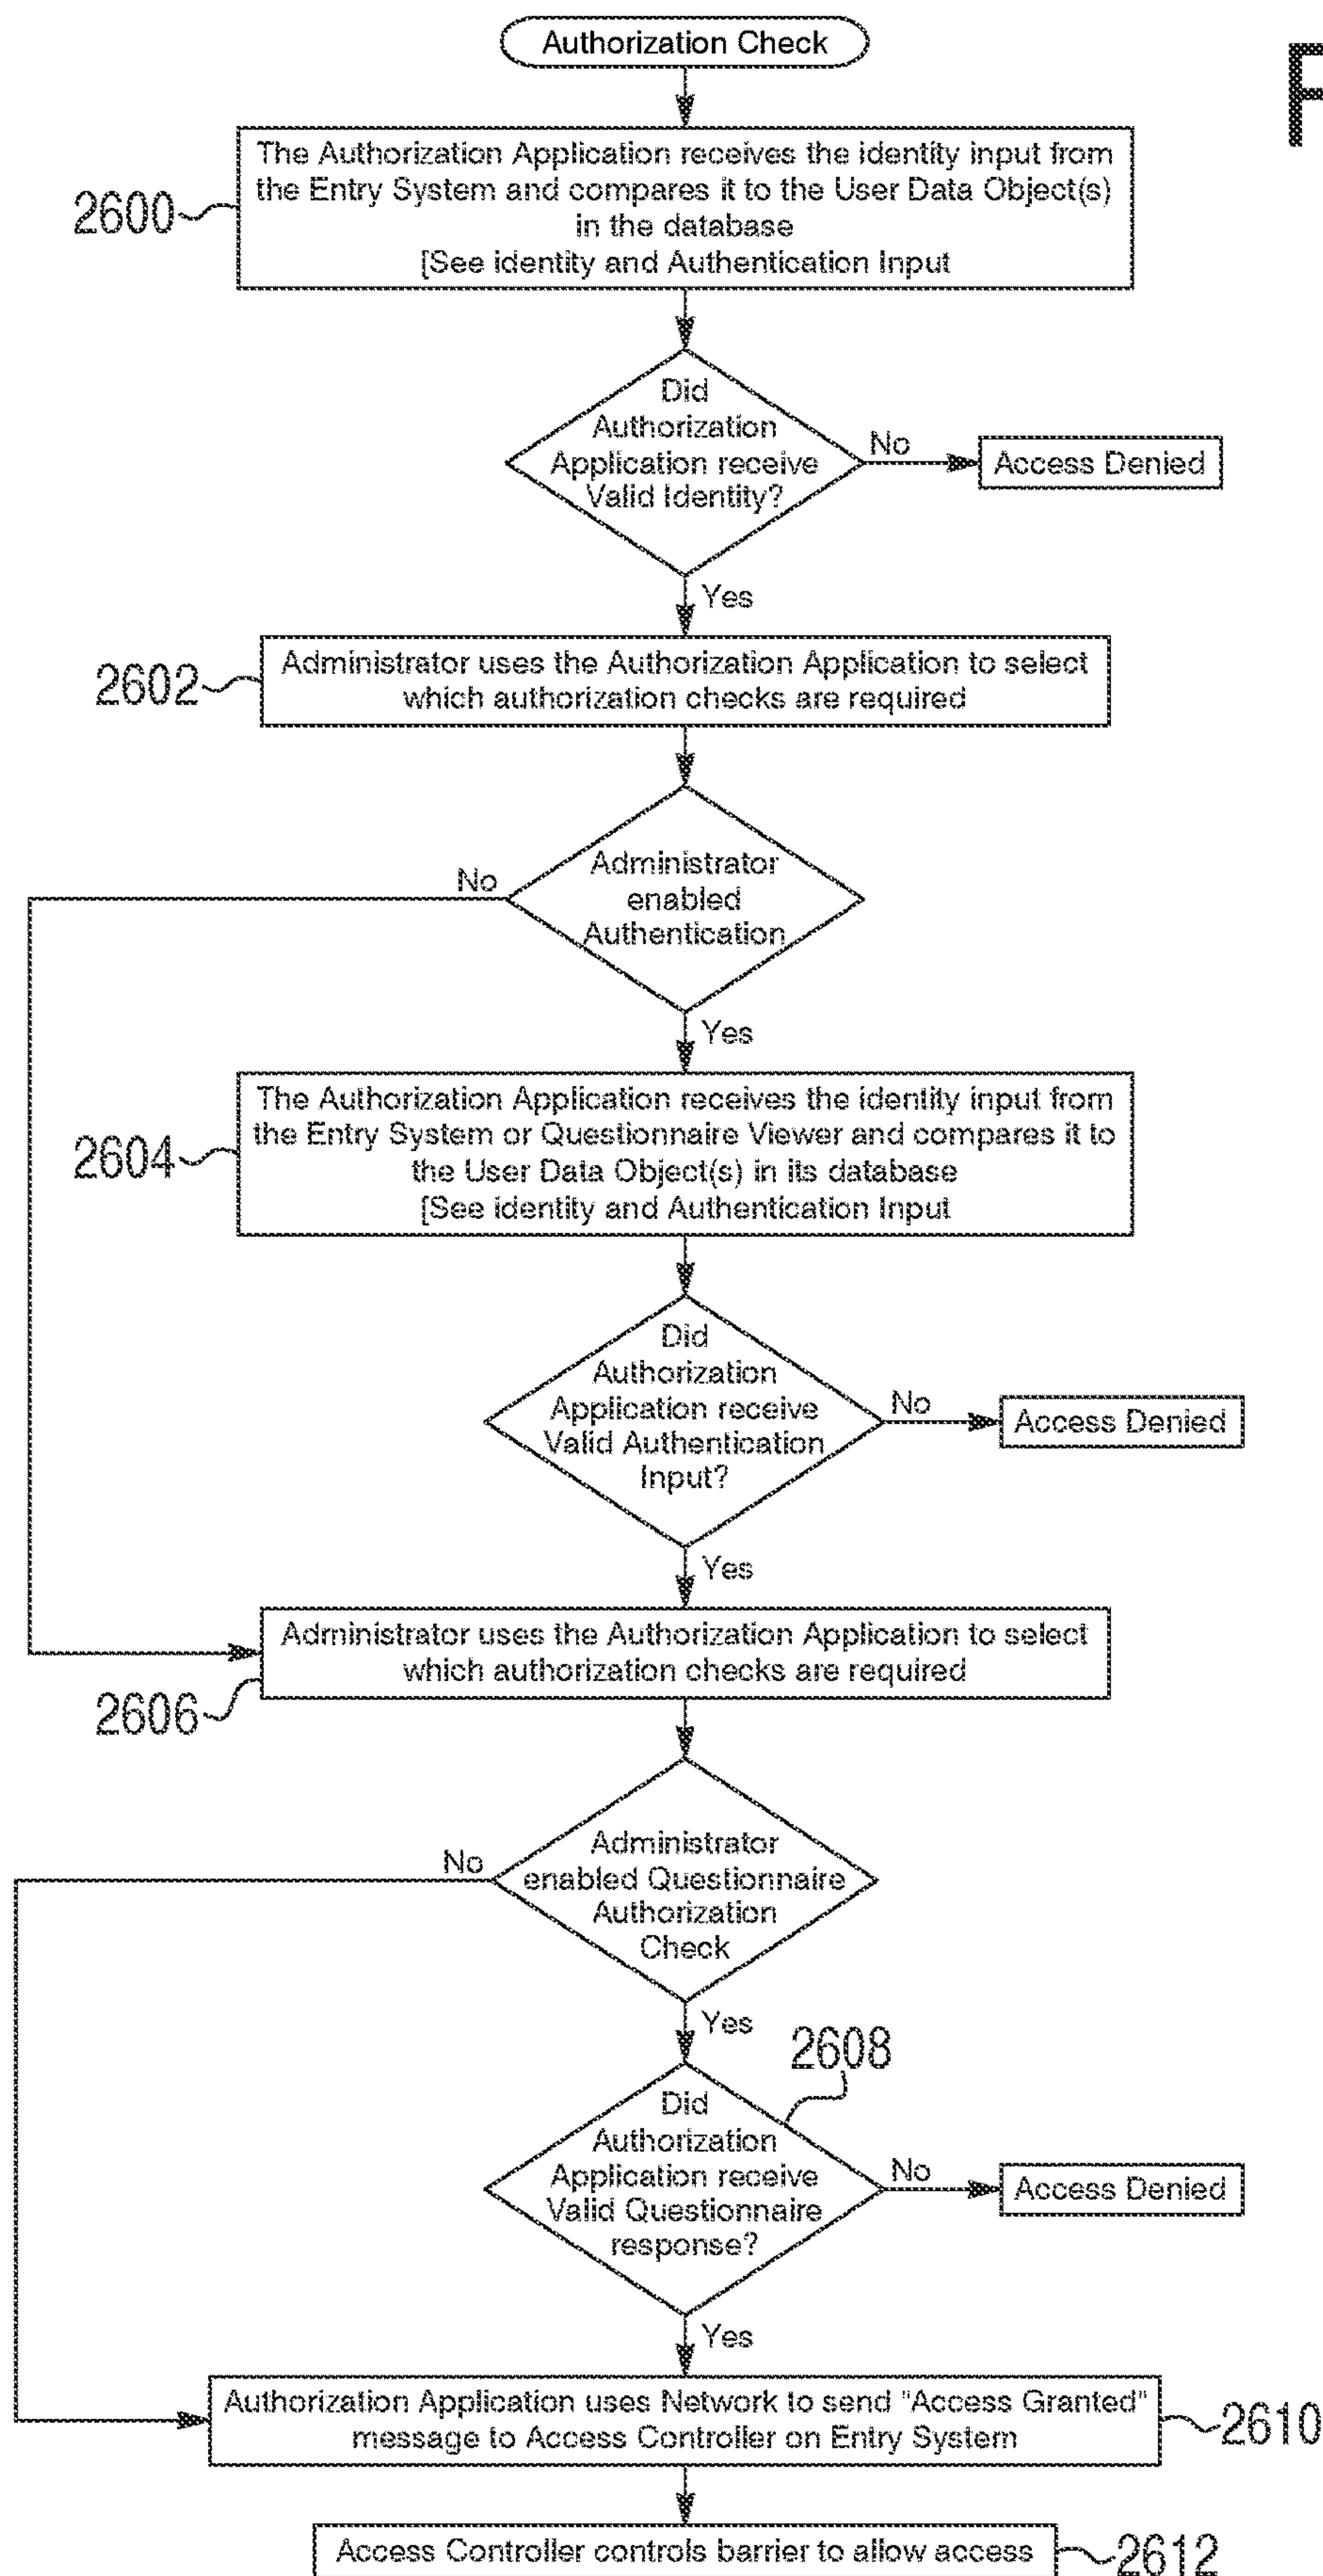 Authorization Check
F
The Authorization Application receives the identity input from
the Entry System and compares it to the User Data Object(s)
in the database
[See identity and Authentication Input
2600
Did
Authorization
Application receive
Valid Identity?
No
Access Denied
Yes
Administrator uses the Authorization Application to select
which authorization checks are required
2602
Administrator
enabled
Authentication
No
Yes
The Authorization Application receives the identity input from
the Entry System or Questionnaire Viewer and compares it to
the User Data Object(s) in its database
[See identity and Authentication Input
2604
Did
Authorization
Application receive
Valid Authentication
Input?
No
Access Denied
Yes
Administrator uses the Authorization Application to select
which authorization checks are required
2606
Administrator
enabled Questionnaire
Authorization
Check
No
Yes
2608
Did
Authorization
Application receive
Valid Questionnaire
response?
No
Access Denied
Yes
Authorization Application uses Network to send "Access Granted"
message to Access Controller on Entry System
2610
Access Controller controls barrier to allow access
2612